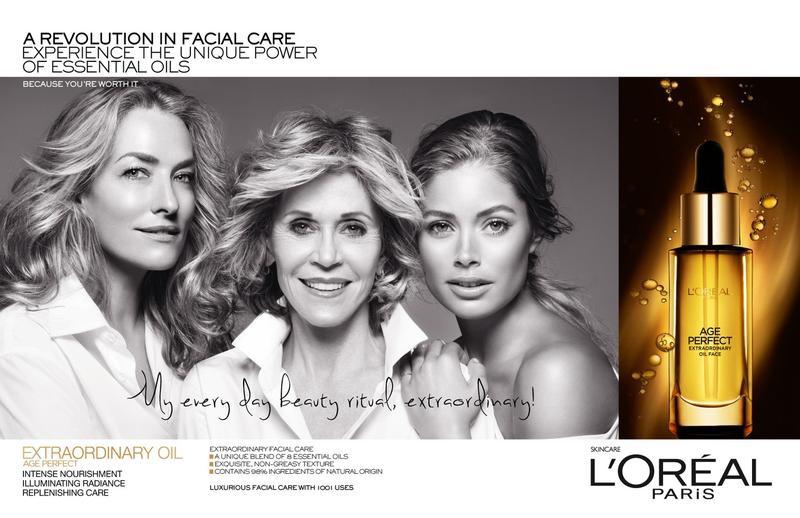 A REVOLUTION IN FACIAL CARE
EXPERIENCE THE UNIQUE POWER
OF ESSENTIAL OILS
BECAUSE YOU'RE WORTH IT
My every day beauty ritual, extraordinary!
L'ORÉAL
AGE
PERFECT
EXTRAORDINARY
OIL FACE
EXTRAORDINARY OIL
AGE PERFECT
INTENSE NOURISHMENT
ILLUMINATING RADIANCE
REPLENISHING CARE
EXTRAORDINARY FACIAL CARE
A UNIQUE BLEND OF 8 ESSENTIAL OILS
EXQUISITE, NON-GREASY TEXTURE
CONTAINS 98% INGREDIENTS OF NATURAL ORIGIN
LUXURIOUS FACIAL CARE WITH 1001 USES
SKINCARE
L'ORÉAL
PARIS